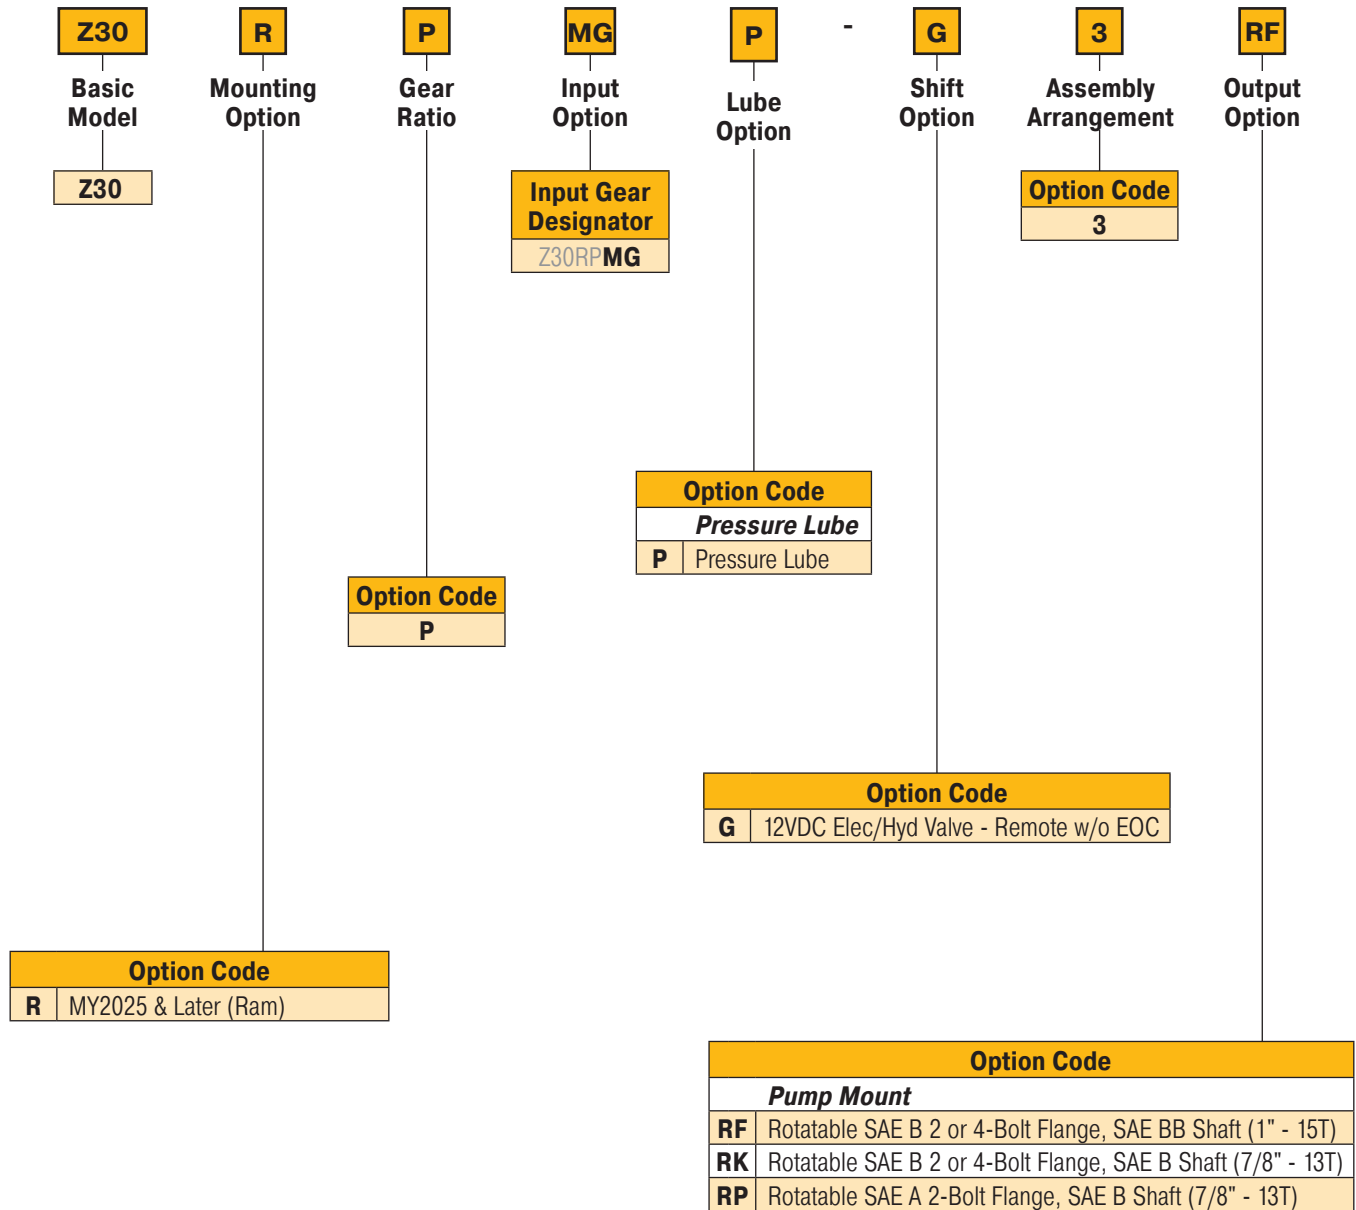 Z30 R P MG P - G 3 RF
Basic Model
Mounting Option
Gear Ratio
Input Option
Lube Option
Shift Option
Assembly Arrangement
Output Option
Z30
Input Gear Designator
Z30RPMG
Option Code
3
Option Code
Pressure Lube
P Pressure Lube
Option Code
P
Option Code
G 12VDC Elec/Hyd Valve - Remote w/o EOC
Option Code
R MY2025 & Later (Ram)
Option Code
Pump Mount
RF Rotatable SAE B 2 or 4-Bolt Flange, SAE BB Shaft (1" - 15T)
RK Rotatable SAE B 2 or 4-Bolt Flange, SAE B Shaft (7/8" - 13T)
RP Rotatable SAE A 2-Bolt Flange, SAE B Shaft (7/8" - 13T)